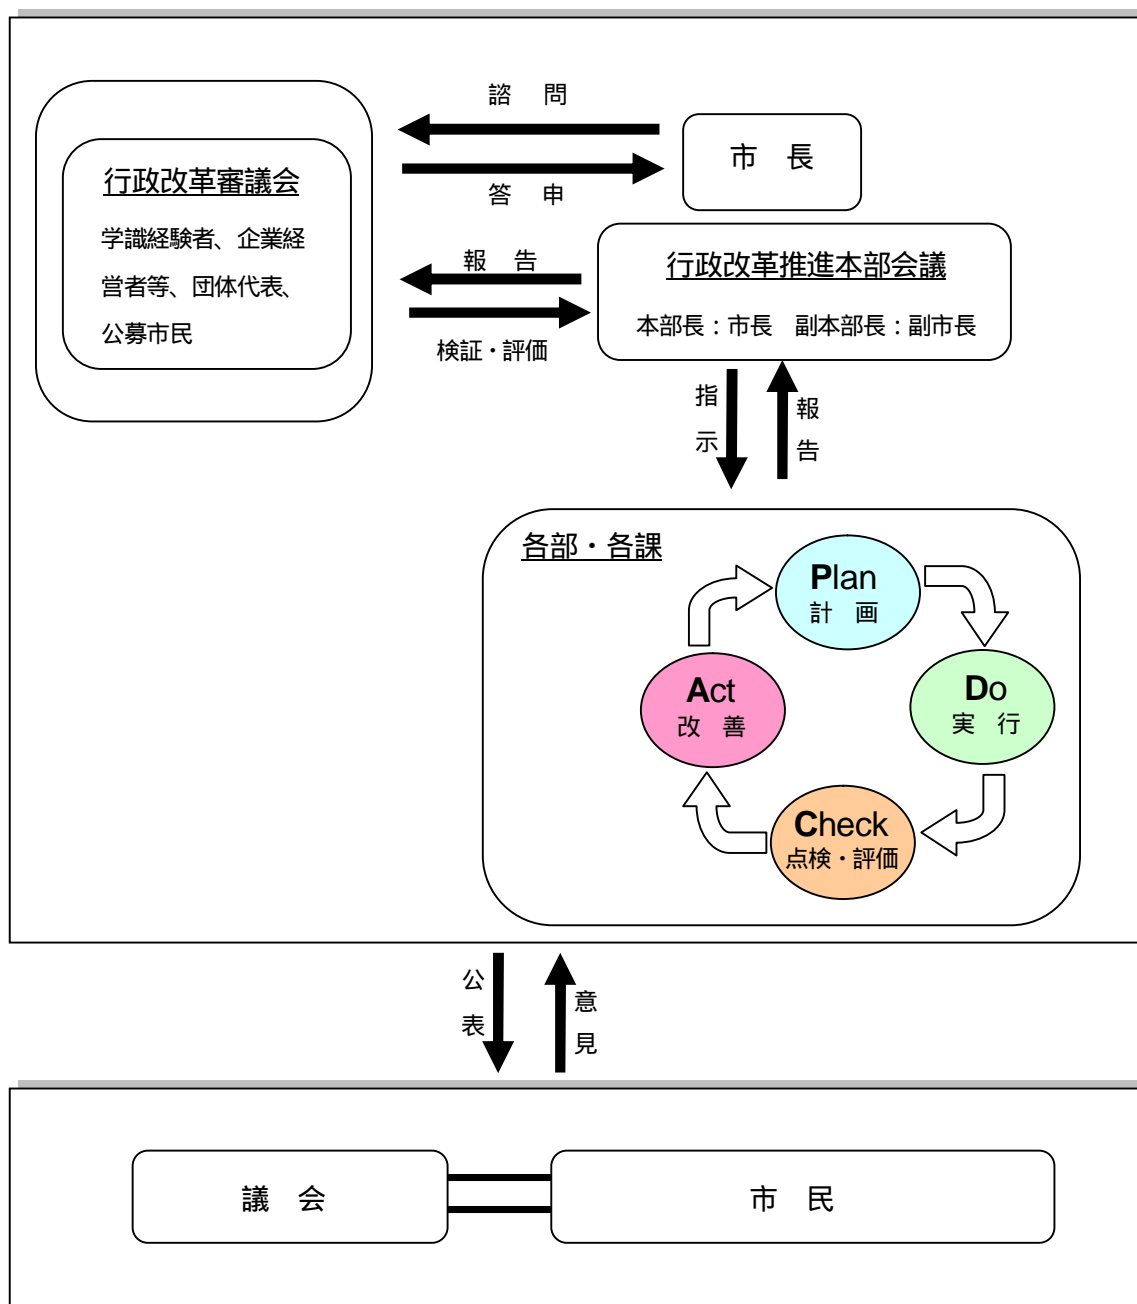 諮　問
市　長
答　申
行政改革審議会
学識経験者、企業経
営者等、団体代表、
公募市民
報　告
検証・評価
行政改革推進本部会議
本部長：市長　副本部長：副市長
指示
報告
各部・各課
Plan
計　画
Do
実　行
Check
点検・評価
Act
改　善
公表
意見
議　会
市　民